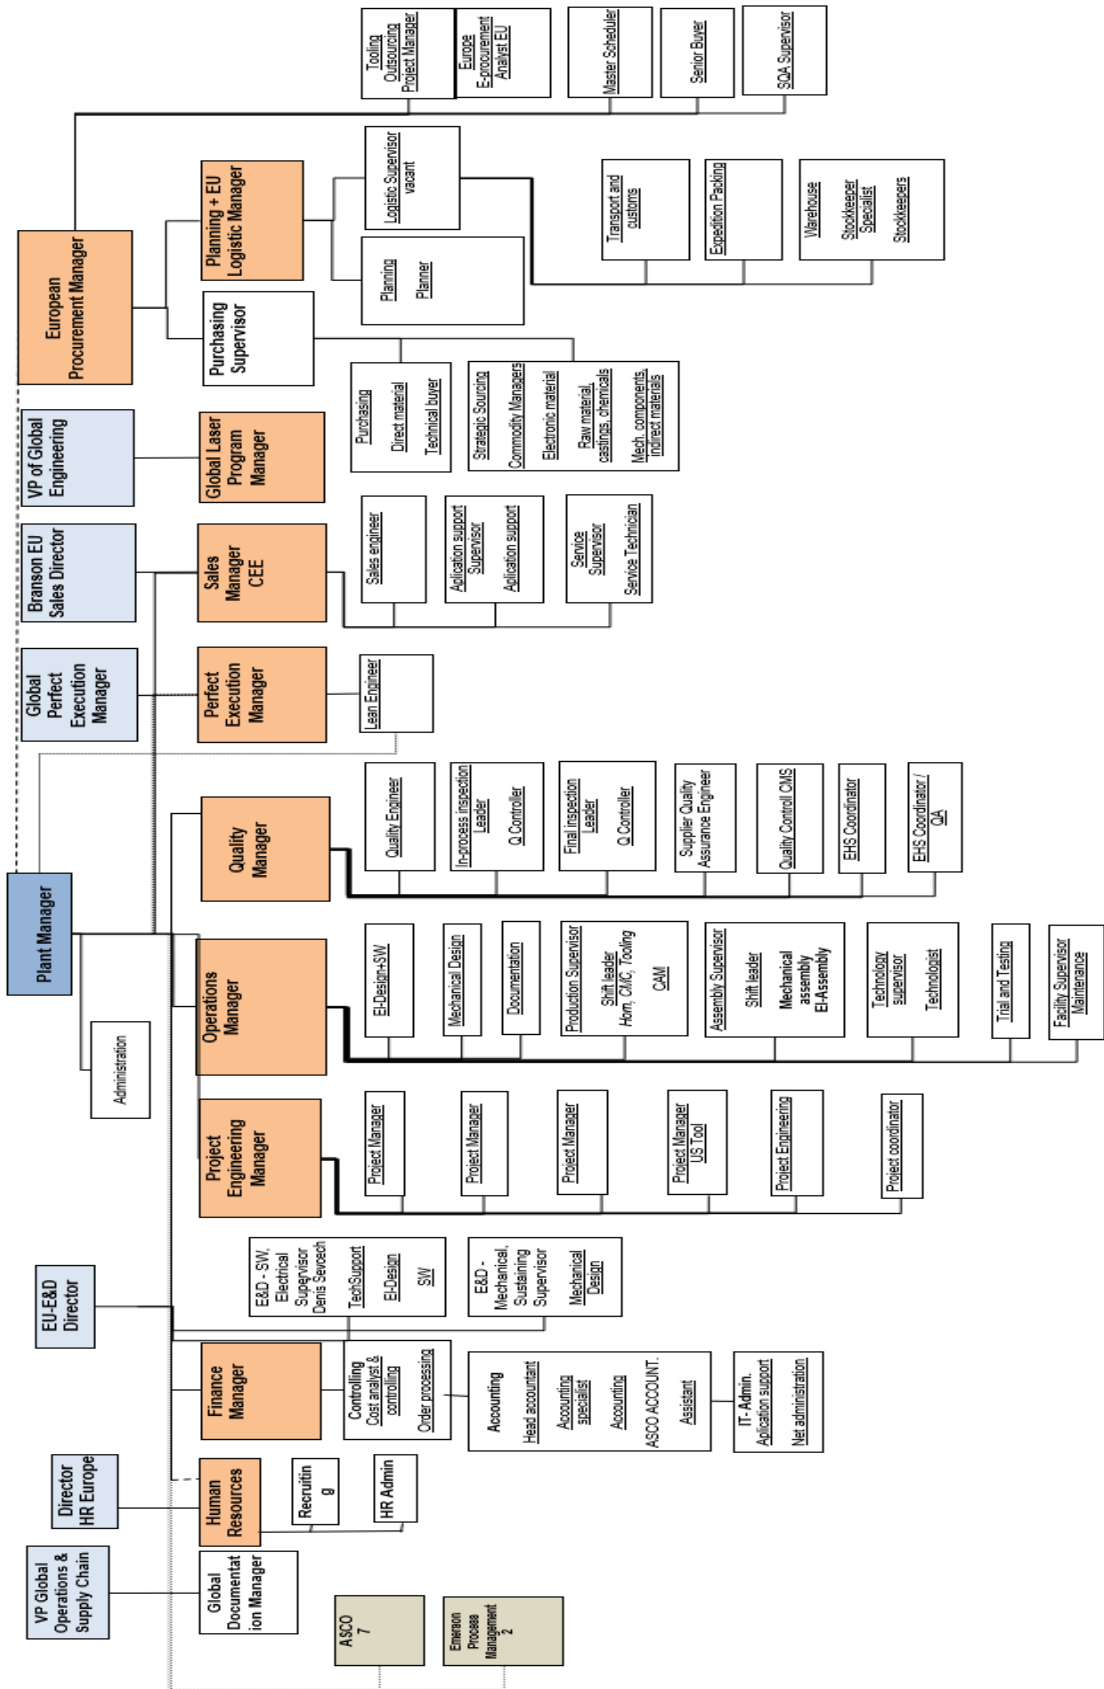 VP Global
Operations &
Supply Chain
Director
HR Europe
EU-E&D
Director
Plant Manager
Global
Perfect
Execution
Manager
Branson EU
Sales Director
VP of Global
Engineering
European
Procurement Manager
Administration
Global
Documentat
ion Manager
Human
Resources
Finance
Manager
Project
Engineering
Manager
Operations
Manager
Quality
Manager
Perfect
Execution
Manager
Sales
Manager
CEE
Global Laser
Program
Manager
Purchasing
Supervisor
Planning + EU
Logistic Manager
ASCO
7
Emerson
Process
Management
2
Recruitin
g
HR Admin
Controlling
Cost analyst &
controlling
Order processing
Accounting
Head accountant
Accounting
specialist
Accounting
ASCO ACCOUNT.
Assistant
IT- Admin.
Aplication support
Net administration
E&D - SW,
Electrical
Supervisor
Denis Sevcech
TechSupport
El-Design
SW
E&D -
Mechanical,
Sustaining
Supervisor
Mechanical
Design
Project Manager
Project Manager
Project Manager
Project Manager
US Tool
Project Engineering
Project coordinator
El-Design+SW
Mechanical Design
Documentation
Production Supervisor
Shift leader
Horn, CMC, Tooling
CAM
Assembly Supervisor
Shift leader
Mechanical
assembly
El-Assembly
Technology
supervisor
Technologist
Trial and Testing
Facility Supervisor
Maintenance
Quality Engineer
In-process inspection
Leader
Q Controller
Final inspection
Leader
Q Controller
Supplier Quality
Assurance Engineer
Quality Controll CMS
EHS Coordinator
EHS Coordinator /
QA
Lean Engineer
Sales engineer
Aplication support
Supervisor
Aplication support
Service
Supervisor
Service Technician
Purchasing
Direct material
Technical buyer
Strategic Sourcing
Commodity Managers
Electronic material
Raw material,
castings, chemicals
Mech. components,
indirect materials
Planning
Planner
Logistic Supervisor
vacant
Transport and
customs
Expedition Packing
Warehouse
Stockkeeper
Specialist
Stockkeepers
Tooling
Outsourcing
Project Manager
Europe
E-procurement
Analyst EU
Master Scheduler
Senior Buyer
SQA Supervisor